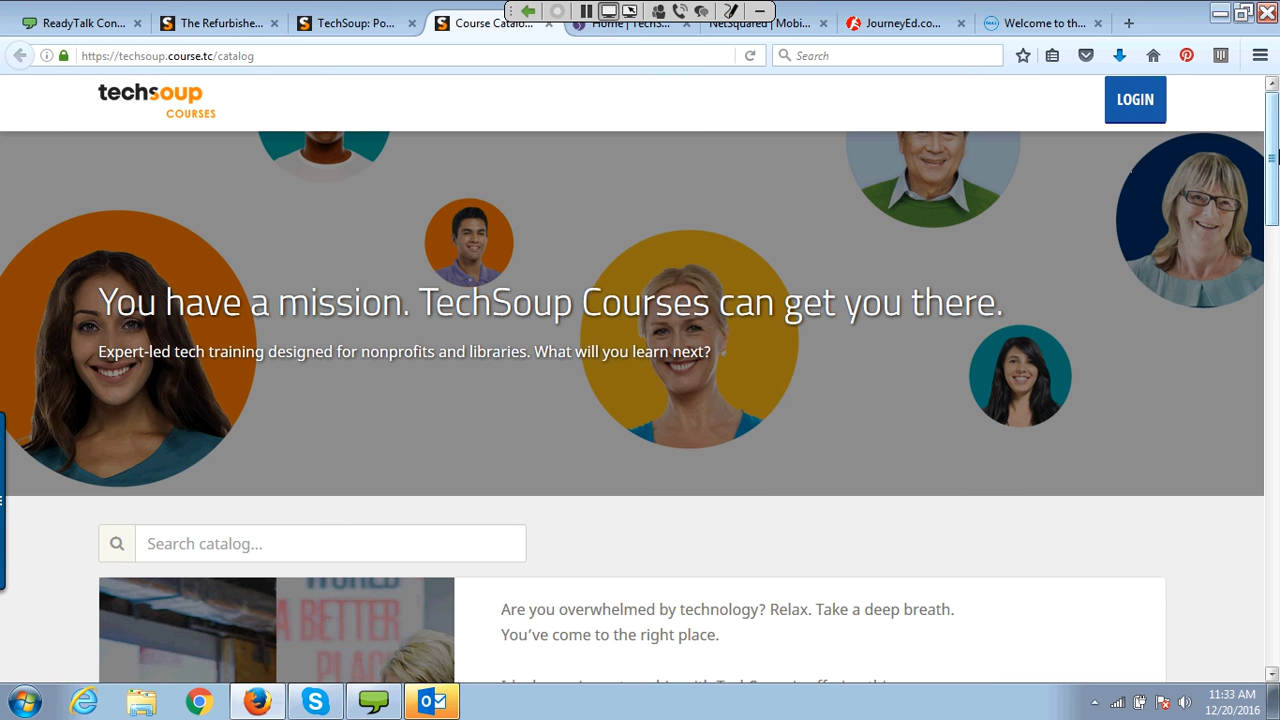 ReadyTalk Con...
The Refurbishe...
TechSoup: Po...
Course Catalo...
Home | TechS...
NetSquared | Mobi...
JourneyEd.co...
Welcome to th...
https://techsoup.course.tc/catalog
Search
techsoup
COURSES
LOGIN
You have a mission. TechSoup Courses can get you there.
Expert-led tech training designed for nonprofits and libraries. What will you learn next?
Search catalog...
WORLD
A BETTER
PLACE
Are you overwhelmed by technology? Relax. Take a deep breath.
You've come to the right place.
11:33 AM
12/20/2016